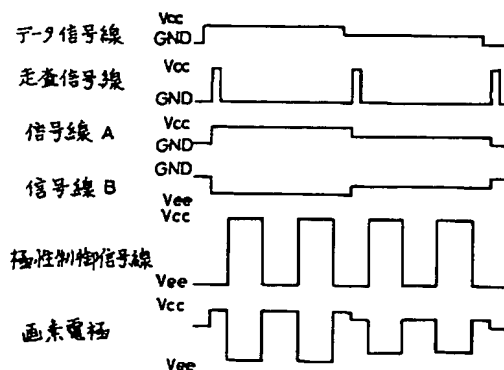 Vcc
データ信号線
GND
Vcc
走査信号線
GND
Vcc
信号線 A
GND
GND
信号線 B
Vee
Vcc
極性制御信号線
Vee
Vcc
画素電極
Vee